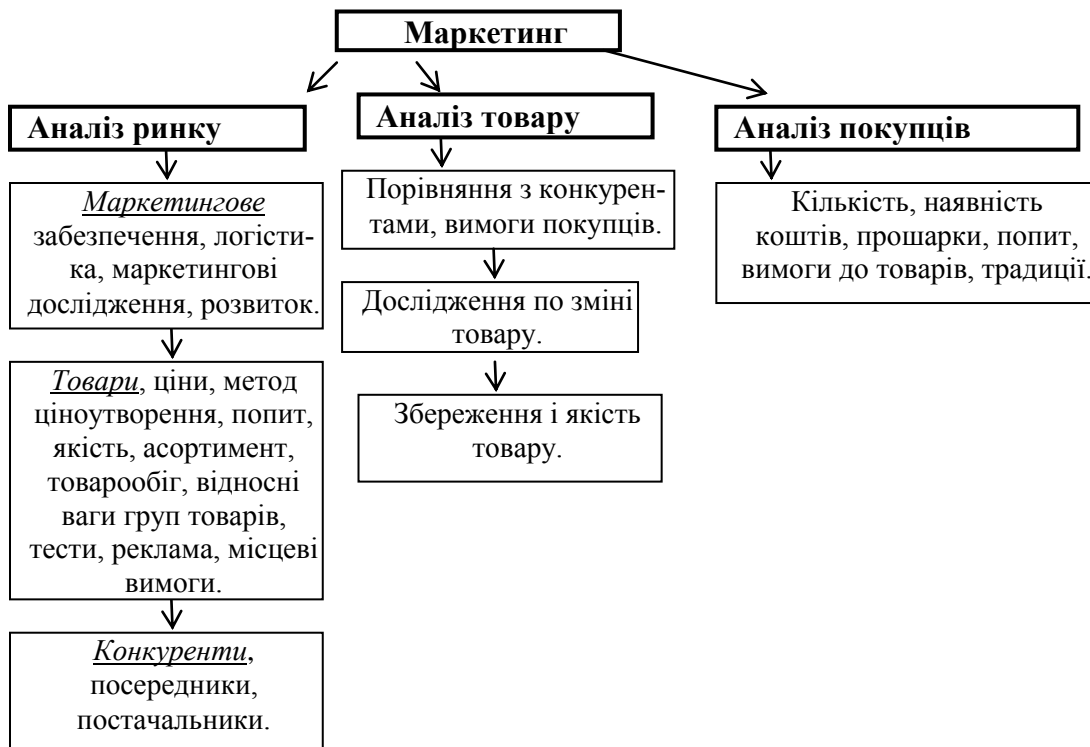 Маркетинг
Аналіз ринку
Маркетингове
забезпечення, логісти-
ка, маркетингові
дослідження, розвиток.
Товари, ціни, метод
ціноутворення, попит,
якість, асортимент,
товарообіг, відносні
ваги груп товарів,
тести, реклама, місцеві
вимоги.
Конкуренти,
посередники,
постачальники.
Аналіз товару
Порівняння з конкурен-
тами, вимоги покупців.
Дослідження по зміні
товару.
Збереження і якість
товару.
Аналіз покупців
Кількість, наявність
коштів, прошарки, попит,
вимоги до товарів, традиції.